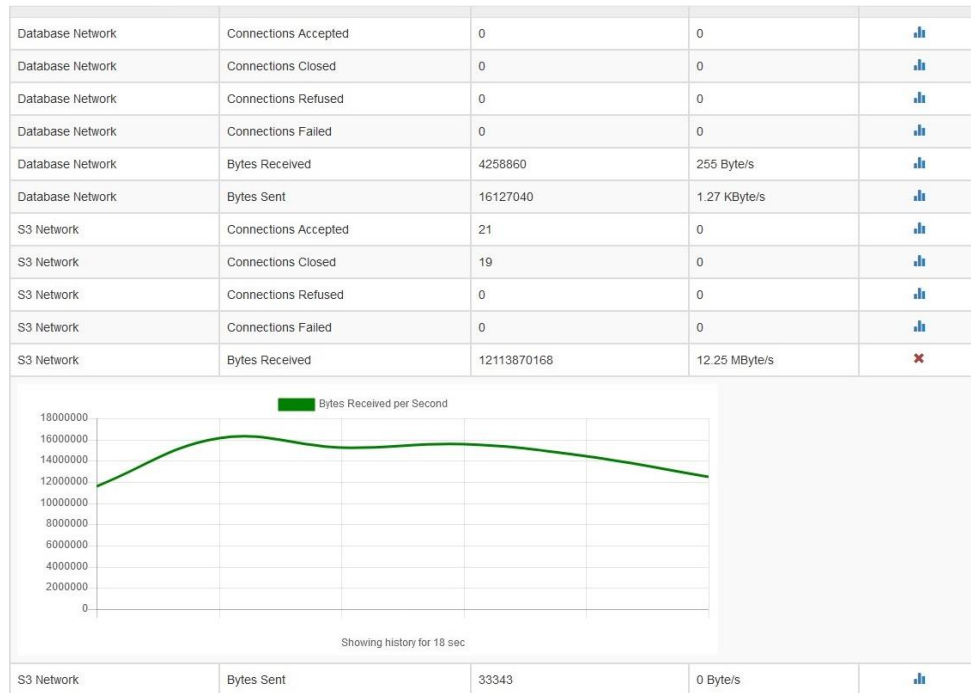 Database Network Connections Accepted 0 0
Database Network Connections Closed 0 0
Database Network Connections Refused 0 0
Database Network Connections Failed 0 0
Database Network Bytes Received 4258860 255 Byte/s
Database Network Bytes Sent 16127040 1.27 KByte/s
S3 Network Connections Accepted 21 0
S3 Network Connections Closed 19 0
S3 Network Connections Refused 0 0
S3 Network Connections Failed 0 0
S3 Network Bytes Received 12113870168 12.25 MByte/s
Bytes Received per Second
18000000
16000000
14000000
12000000
10000000
8000000
6000000
4000000
2000000
0
Showing history for 18 sec
S3 Network Bytes Sent 33343 0 Byte/s